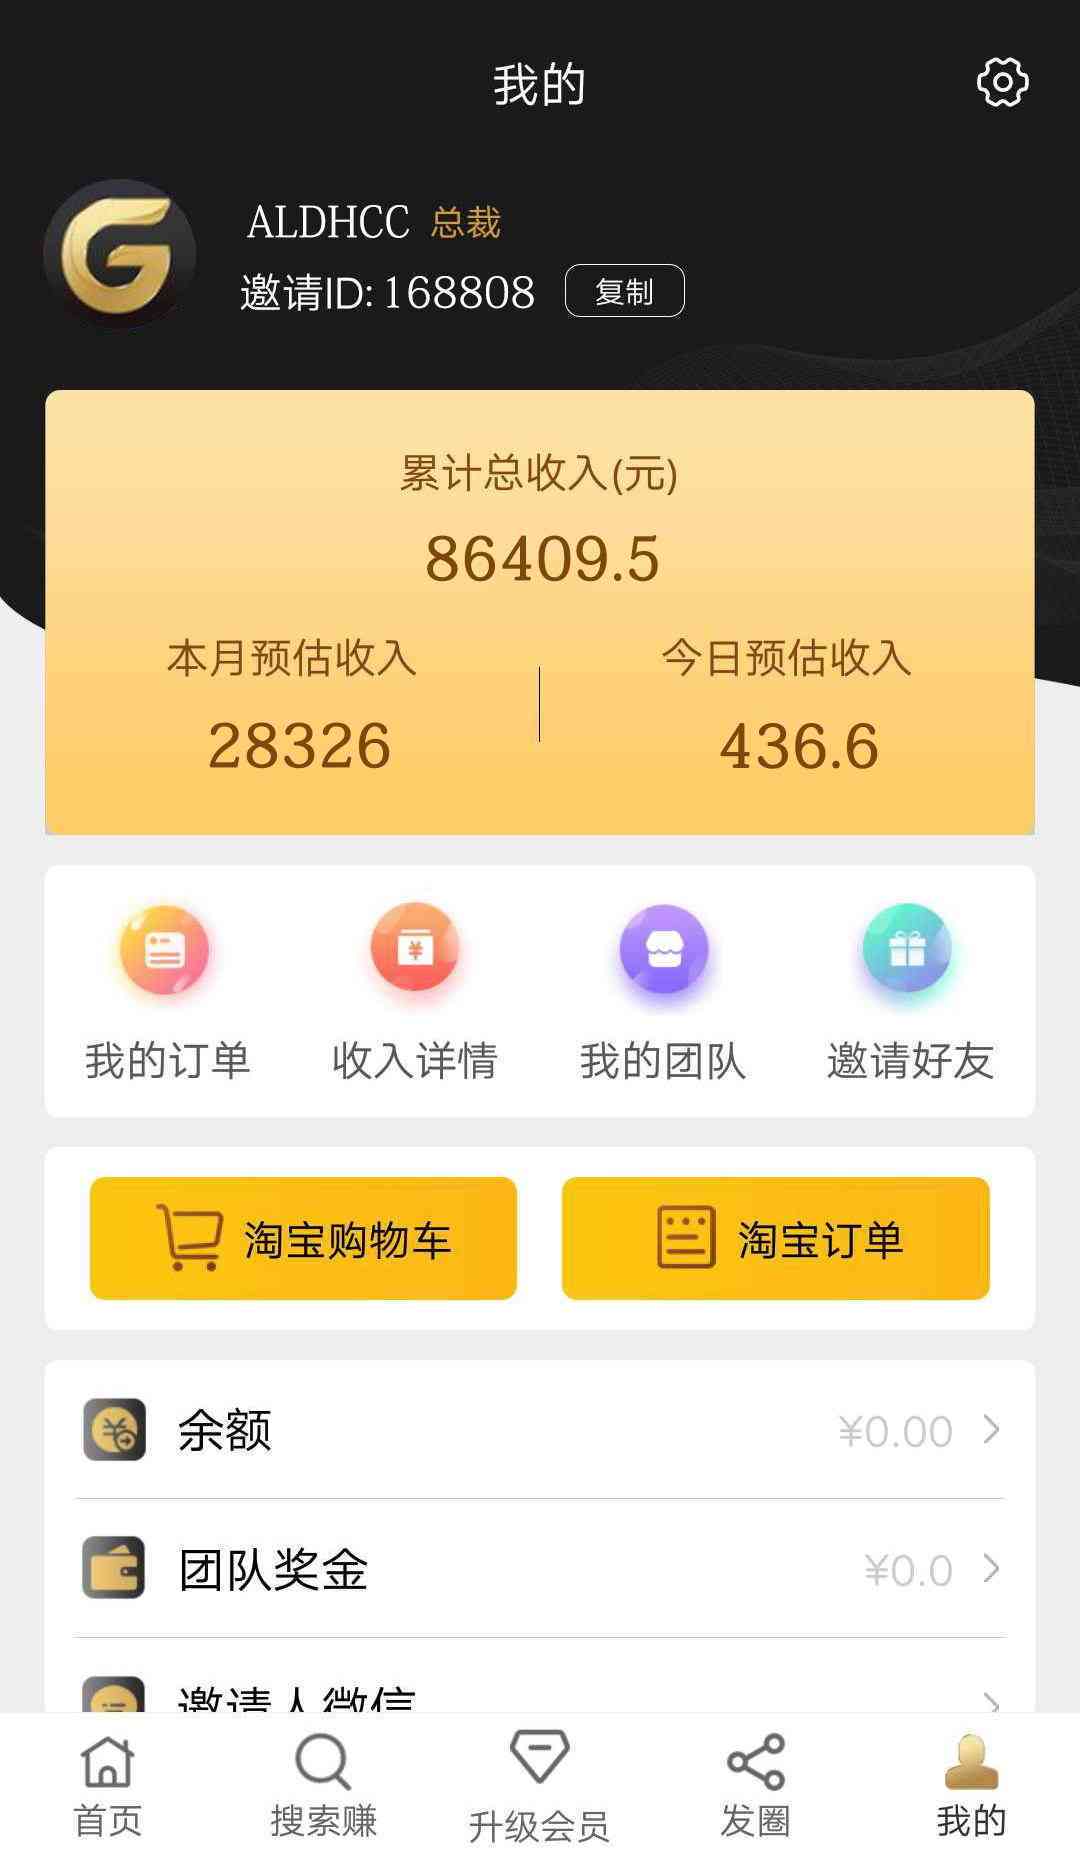 我的
ALDHCC 总裁
邀请ID: 168808 复制
累计总收入(元)
86409.5
本月预估收入 今日预估收入
28326 436.6
我的订单 收入详情 我的团队 邀请好友
淘宝购物车 淘宝订单
余额 ¥0.00
团队奖金 ¥0.0
邀请人微信
首页 搜索赚 升级会员 发圈 我的